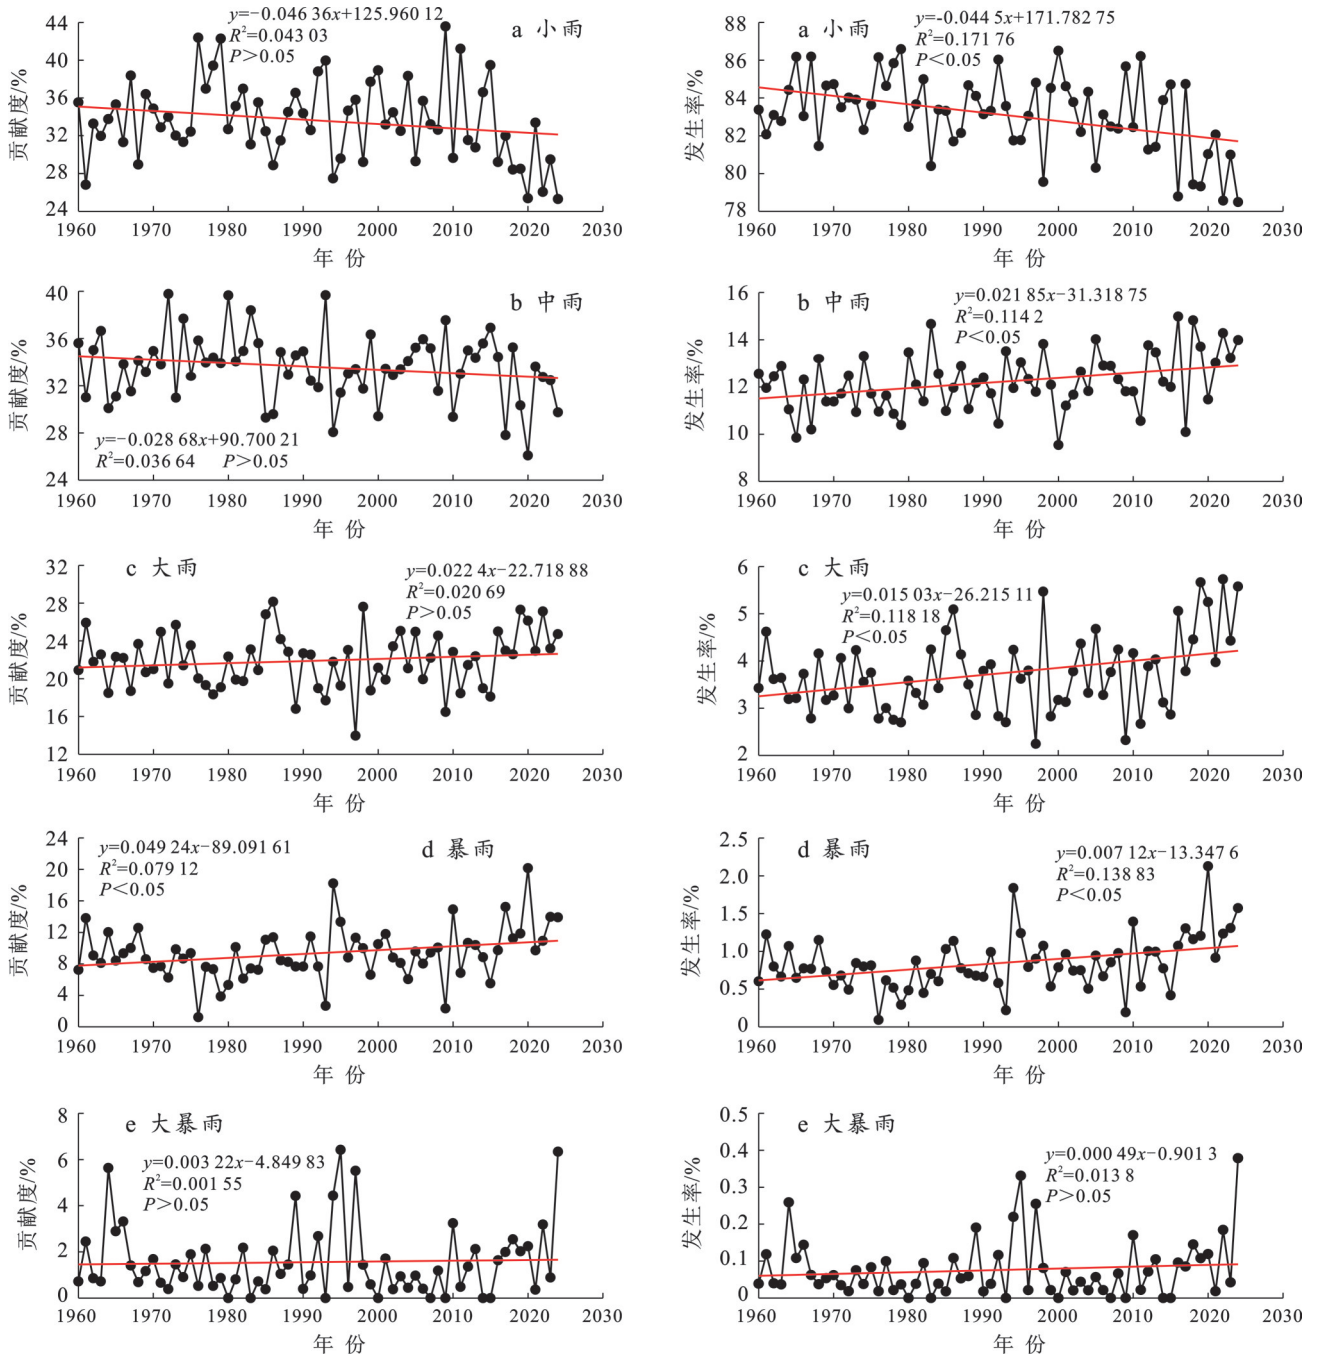 y=−0.046 36x+125.960 12
R²=0.043 03
P＞0.05
a 小雨
贡献度/%
44
40
36
32
28
24
1960 1970 1980 1990 2000 2010 2020 2030
年 份
y=-0.044 5x+171.782 75
R²=0.171 76
P＜0.05
a 小雨
发生率/%
88
86
84
82
80
78
1960 1970 1980 1990 2000 2010 2020 2030
年 份
b 中雨
贡献度/%
40
36
32
28
24
y=−0.028 68x+90.700 21
R²=0.036 64 P＞0.05
1960 1970 1980 1990 2000 2010 2020 2030
年 份
b 中雨
y=0.021 85x−31.318 75
R²=0.114 2
P＜0.05
发生率/%
16
14
12
10
8
1960 1970 1980 1990 2000 2010 2020 2030
年 份
c 大雨
y=0.022 4x−22.718 88
R²=0.020 69
P＞0.05
贡献度/%
32
28
24
20
16
12
1960 1970 1980 1990 2000 2010 2020 2030
年 份
c 大雨
y=0.015 03x−26.215 11
R²=0.118 18
P＜0.05
发生率/%
6
5
4
3
2
1960 1970 1980 1990 2000 2010 2020 2030
年 份
y=0.049 24x−89.091 61
R²=0.079 12
P＜0.05
d 暴雨
贡献度/%
24
20
16
12
8
4
0
1960 1970 1980 1990 2000 2010 2020 2030
年 份
d 暴雨
y=0.007 12x−13.347 6
R²=0.138 83
P＜0.05
发生率/%
2.5
2.0
1.5
1.0
0.5
0
1960 1970 1980 1990 2000 2010 2020 2030
年 份
e 大暴雨
y=0.003 22x−4.849 83
R²=0.001 55
P＞0.05
贡献度/%
8
6
4
2
0
1960 1970 1980 1990 2000 2010 2020 2030
年 份
e 大暴雨
y=0.000 49x−0.901 3
R²=0.013 8
P＞0.05
发生率/%
0.5
0.4
0.3
0.2
0.1
0
1960 1970 1980 1990 2000 2010 2020 2030
年 份